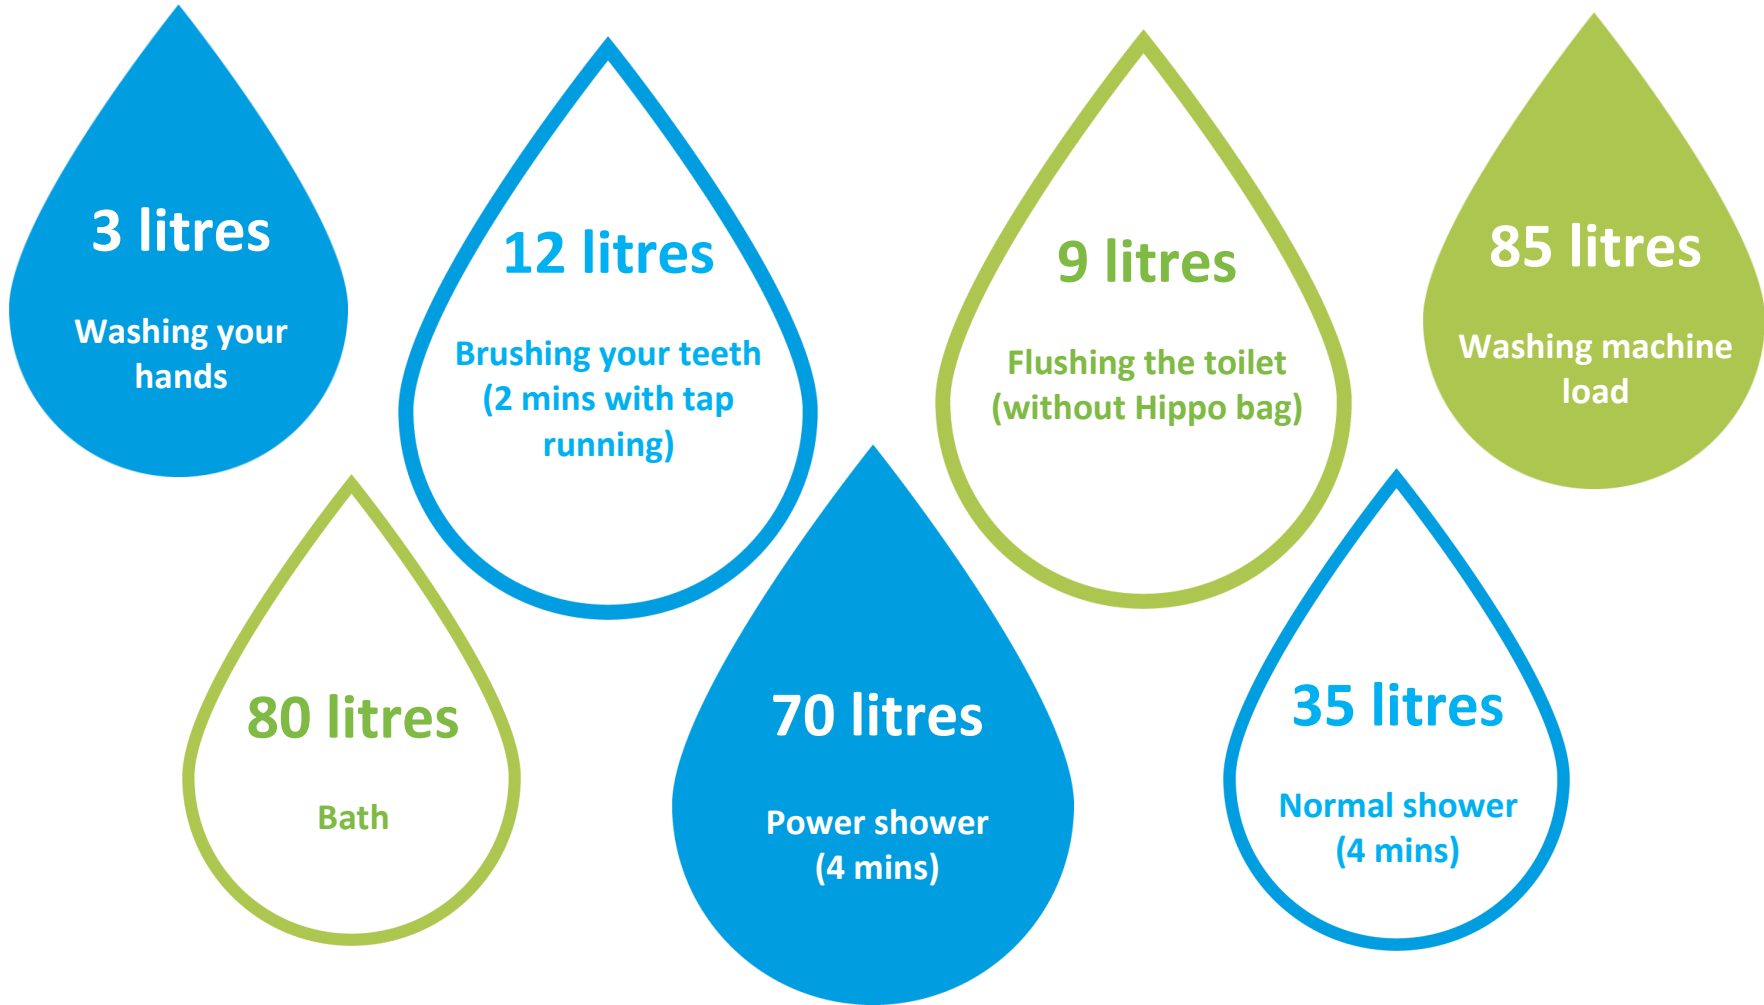 3 litres
Washing your
hands
12 litres
Brushing your teeth
(2 mins with tap
running)
9 litres
Flushing the toilet
(without Hippo bag)
85 litres
Washing machine
load
80 litres
Bath
70 litres
Power shower
(4 mins)
35 litres
Normal shower
(4 mins)